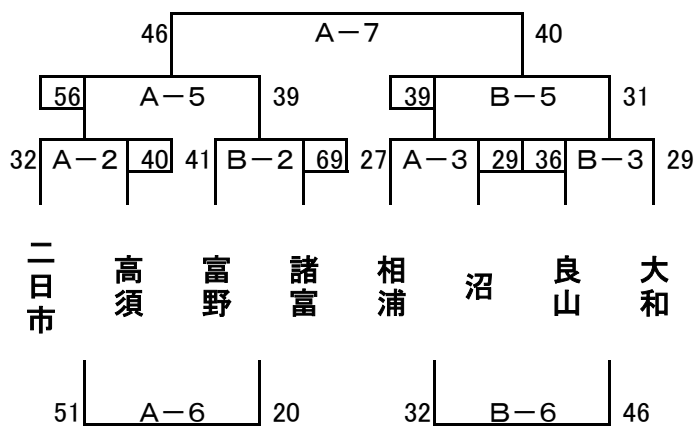 46 A－7 40
56 A－5 39 39 B－5 31
32 A－2 40 41 B－2 69 27 A－3 29 36 B－3 29
二日市 高須 富野 諸富 相浦 沼 良山 大和
51 A－6 20 32 B－6 46